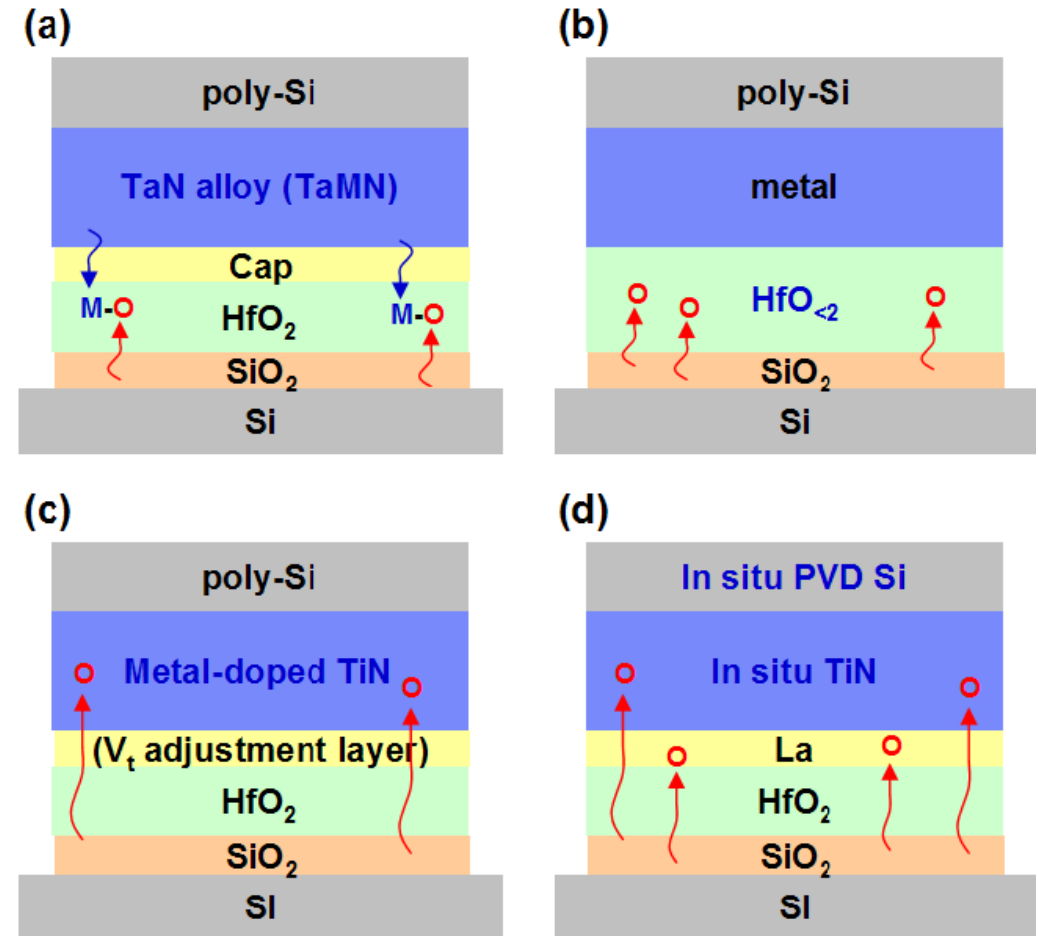 (a)
poly-Si
TaN alloy (TaMN)
Cap
M-O M-O
HfO₂
SiO₂
Si
(b)
poly-Si
metal
O O O
HfO<2
SiO₂
Si
(c)
poly-Si
O Metal-doped TiN O
(Vt adjustment layer)
HfO₂
SiO₂
SI
(d)
In situ PVD Si
O In situ TiN O
O La O
HfO₂
SiO₂
SI